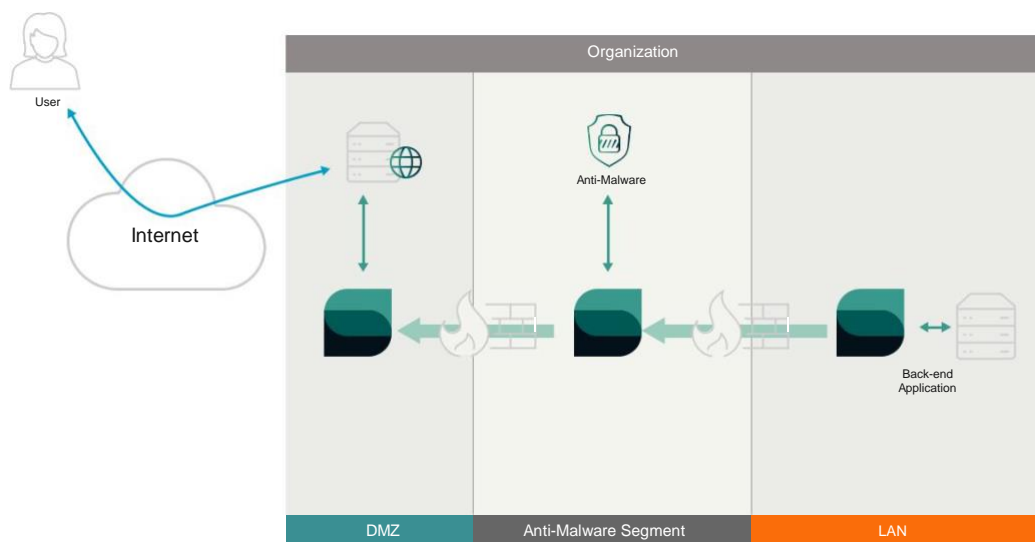 Organization
User
Anti-Malware
Internet
Back-end
Application
DMZ
Anti-Malware Segment
LAN